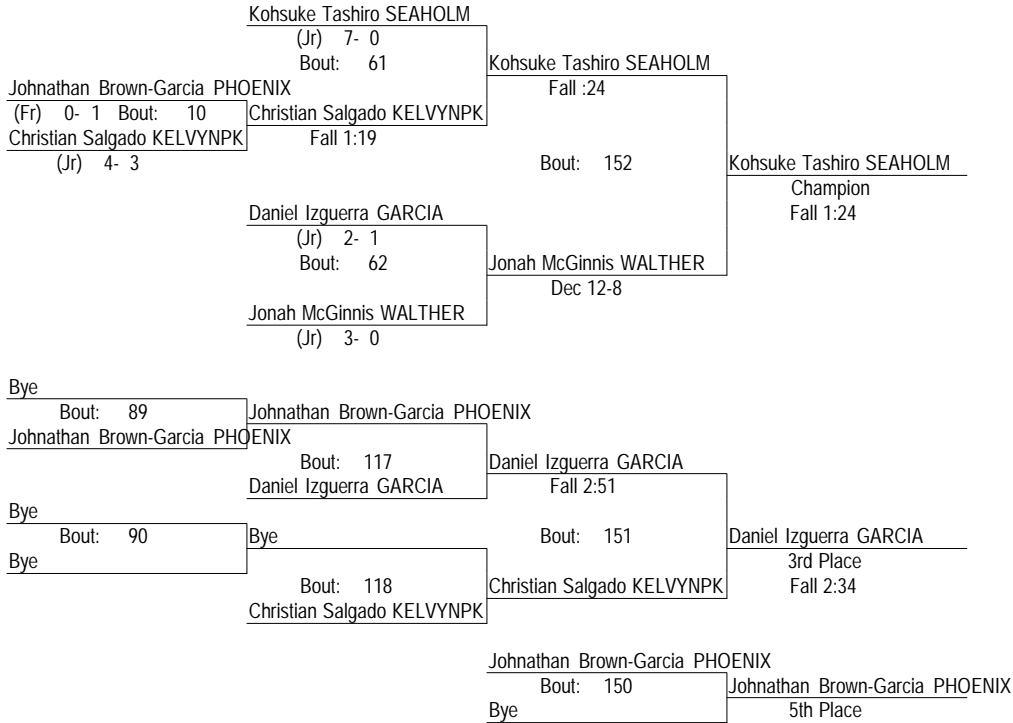 Kohsuke Tashiro SEAHOLM
(Jr) 7- 0
Bout: 61
Kohsuke Tashiro SEAHOLM
Johnathan Brown-Garcia PHOENIX
Fall :24
(Fr) 0- 1 Bout: 10
Christian Salgado KELVYNPK
Christian Salgado KELVYNPK
Fall 1:19
(Jr) 4- 3
Bout: 152
Kohsuke Tashiro SEAHOLM
Champion
Daniel Izguerra GARCIA
Fall 1:24
(Jr) 2- 1
Bout: 62
Jonah McGinnis WALTHER
Dec 12-8
Jonah McGinnis WALTHER
(Jr) 3- 0
Bye
Bout: 89
Johnathan Brown-Garcia PHOENIX
Johnathan Brown-Garcia PHOENIX
Bout: 117
Daniel Izguerra GARCIA
Daniel Izguerra GARCIA
Fall 2:51
Bye
Bout: 90
Bye
Bout: 151
Daniel Izguerra GARCIA
Bye
3rd Place
Bout: 118
Christian Salgado KELVYNPK
Fall 2:34
Christian Salgado KELVYNPK
Johnathan Brown-Garcia PHOENIX
Bout: 150
Johnathan Brown-Garcia PHOENIX
Bye
5th Place